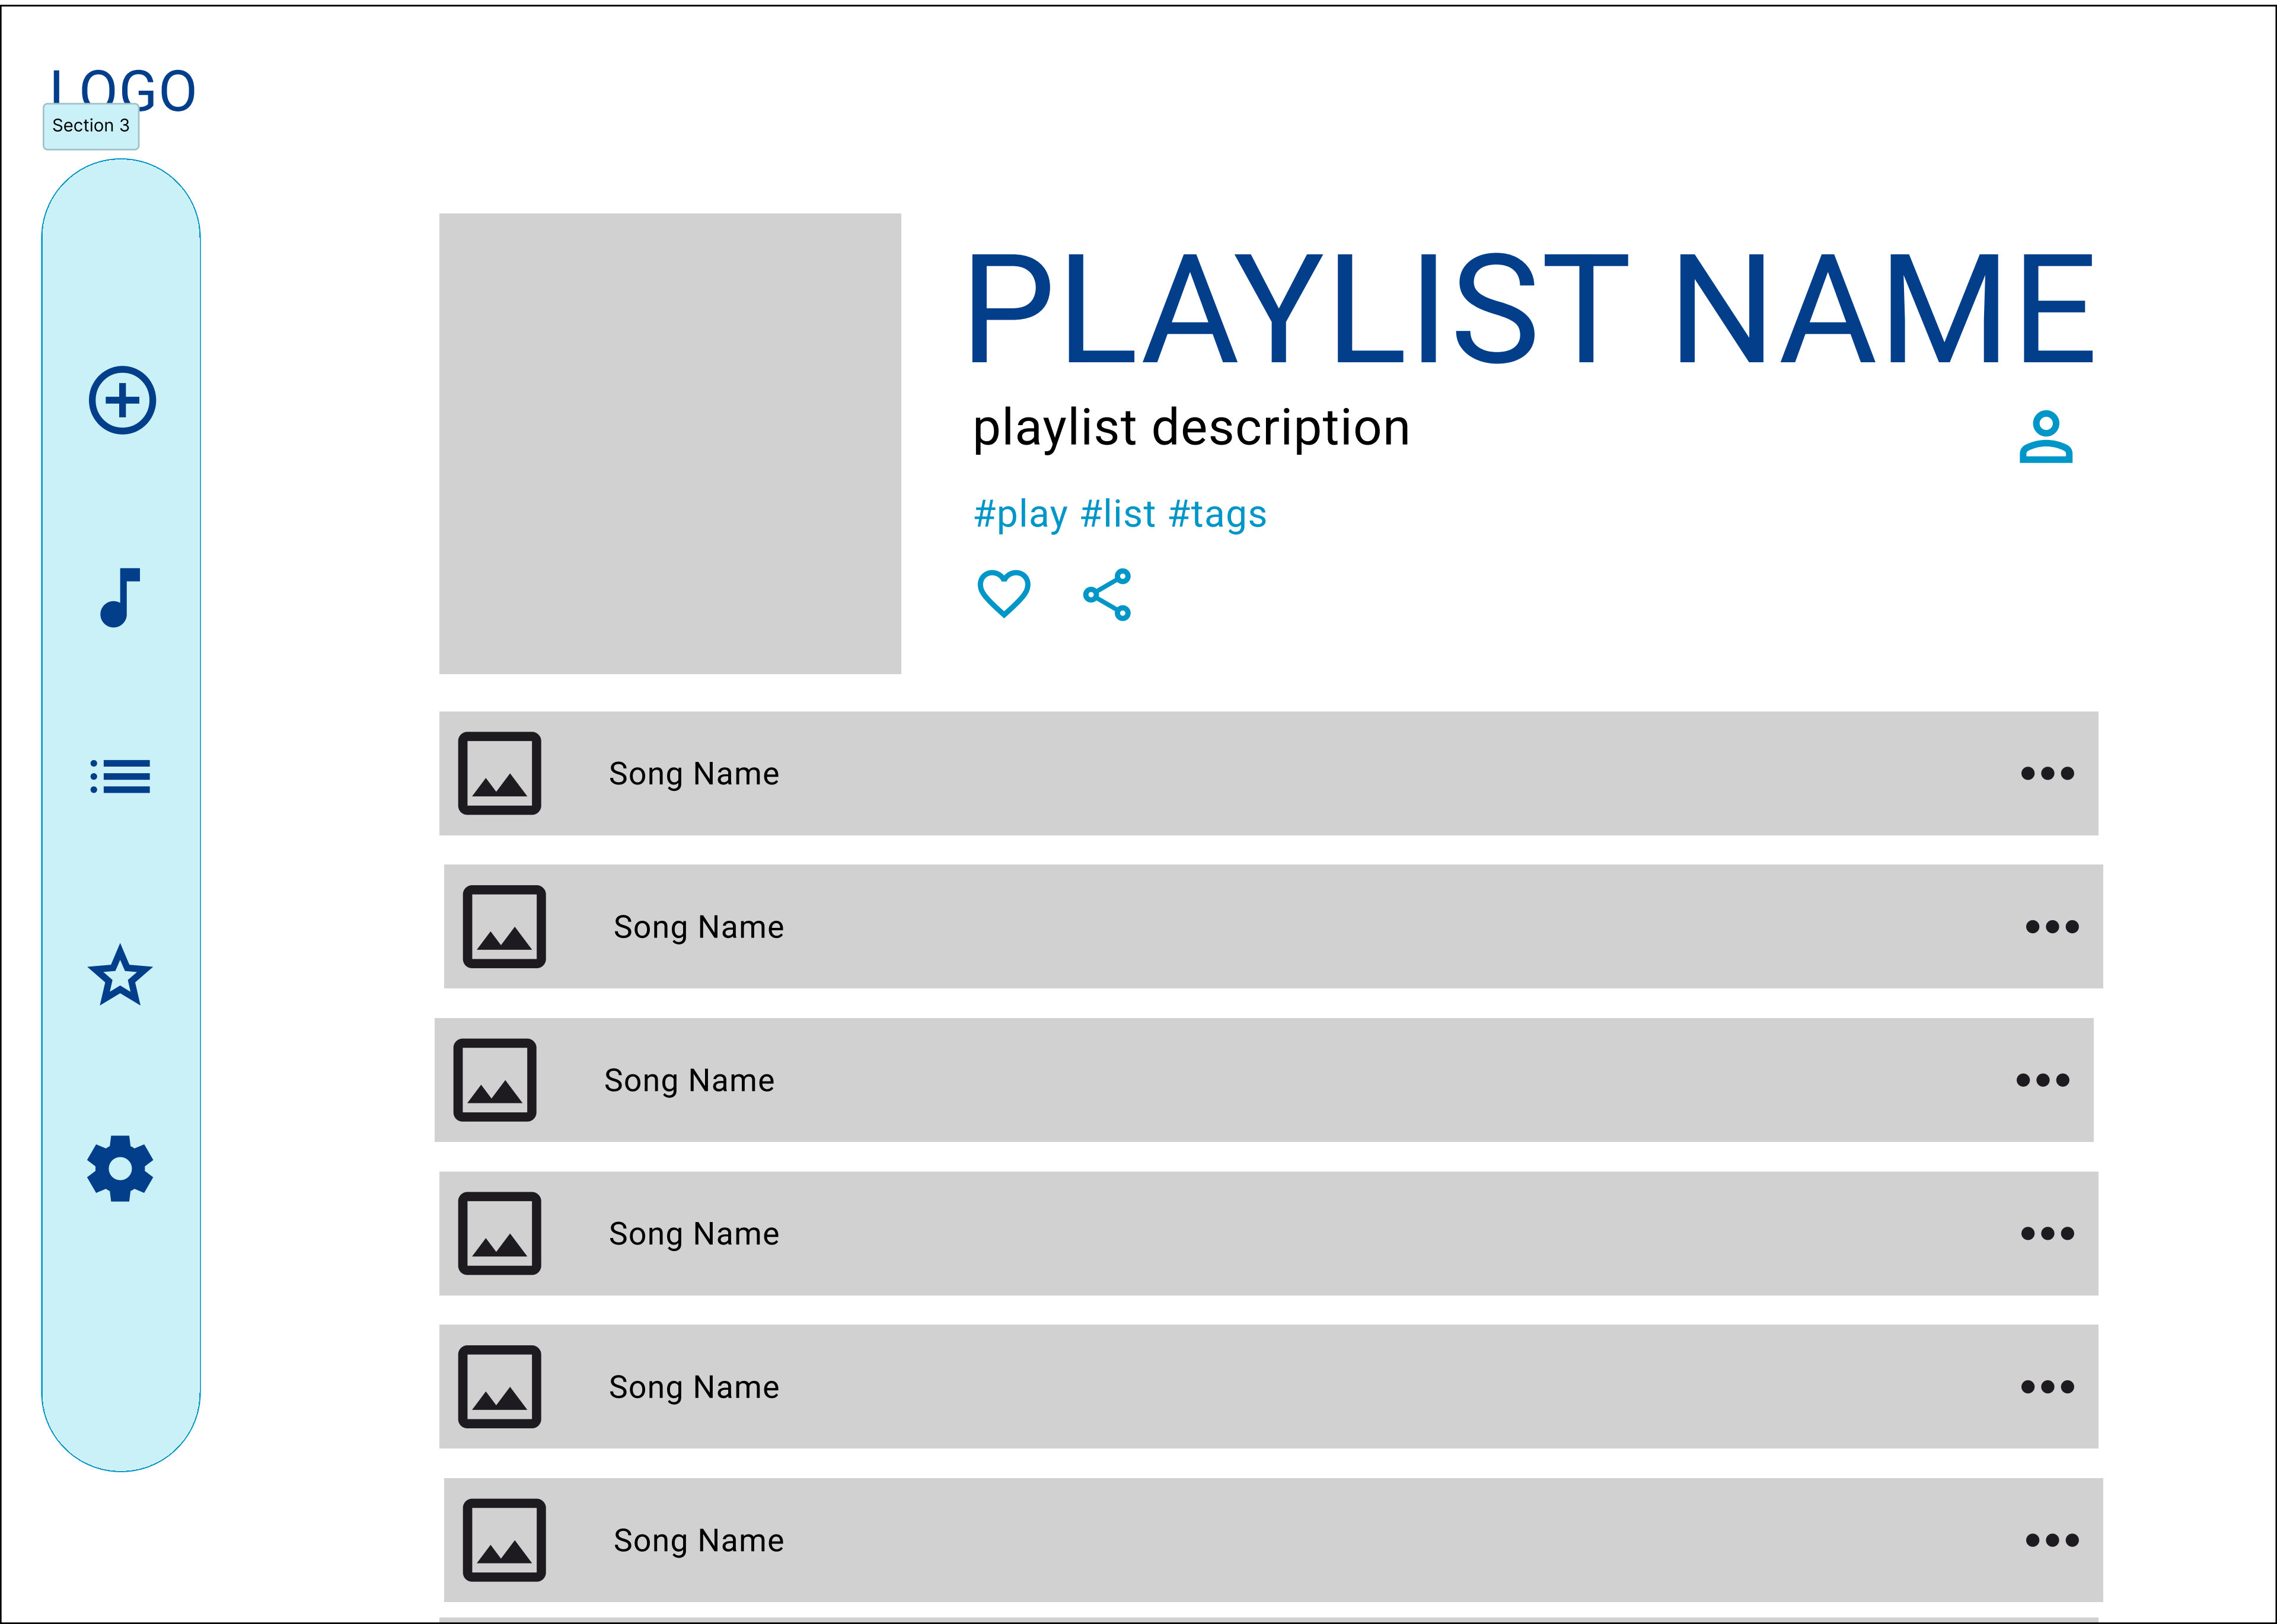 LOGO
Section 3
PLAYLIST NAME
playlist description
#play #list #tags
Song Name
Song Name
Song Name
Song Name
Song Name
Song Name